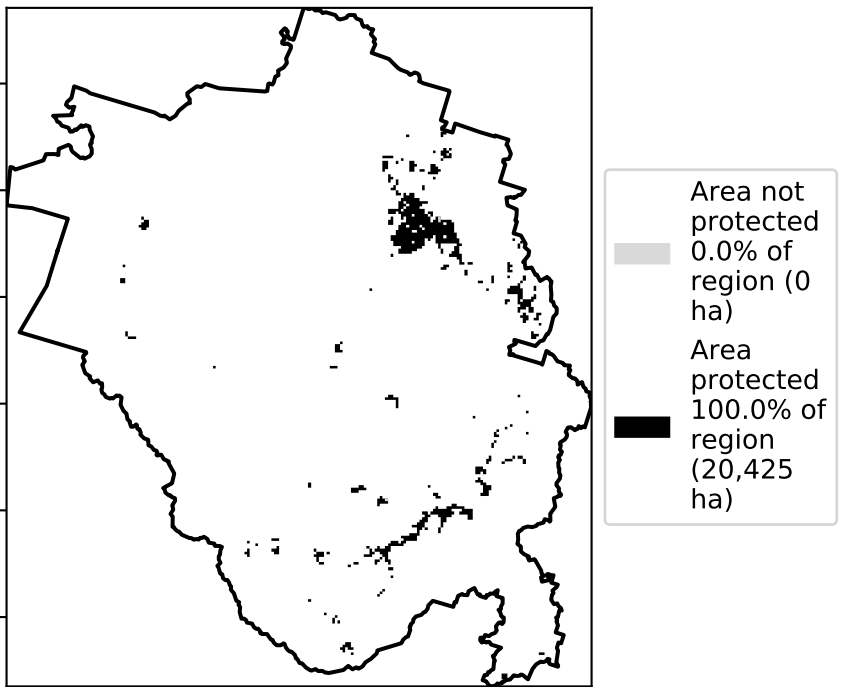 Area not
protected
0.0% of
region (0
ha)
Area
protected
100.0% of
region
(20,425
ha)